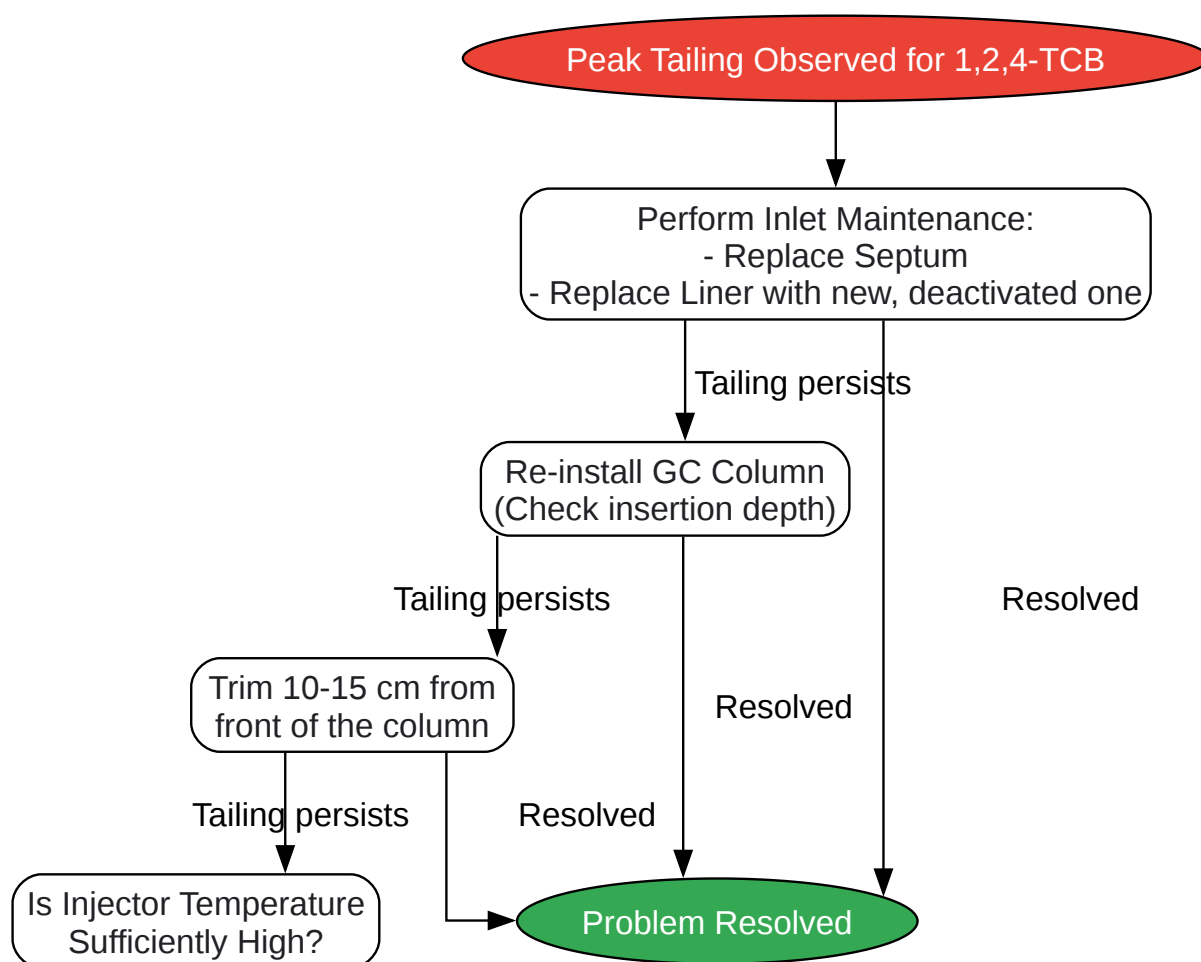 Peak Tailing Observed for 1,2,4-TCB
Perform Inlet Maintenance:
- Replace Septum
- Replace Liner with new, deactivated one
Tailing persists
Re-install GC Column
(Check insertion depth)
Tailing persists
Resolved
Trim 10-15 cm from
front of the column
Resolved
Tailing persists
Resolved
Is Injector Temperature
Sufficiently High?
Problem Resolved